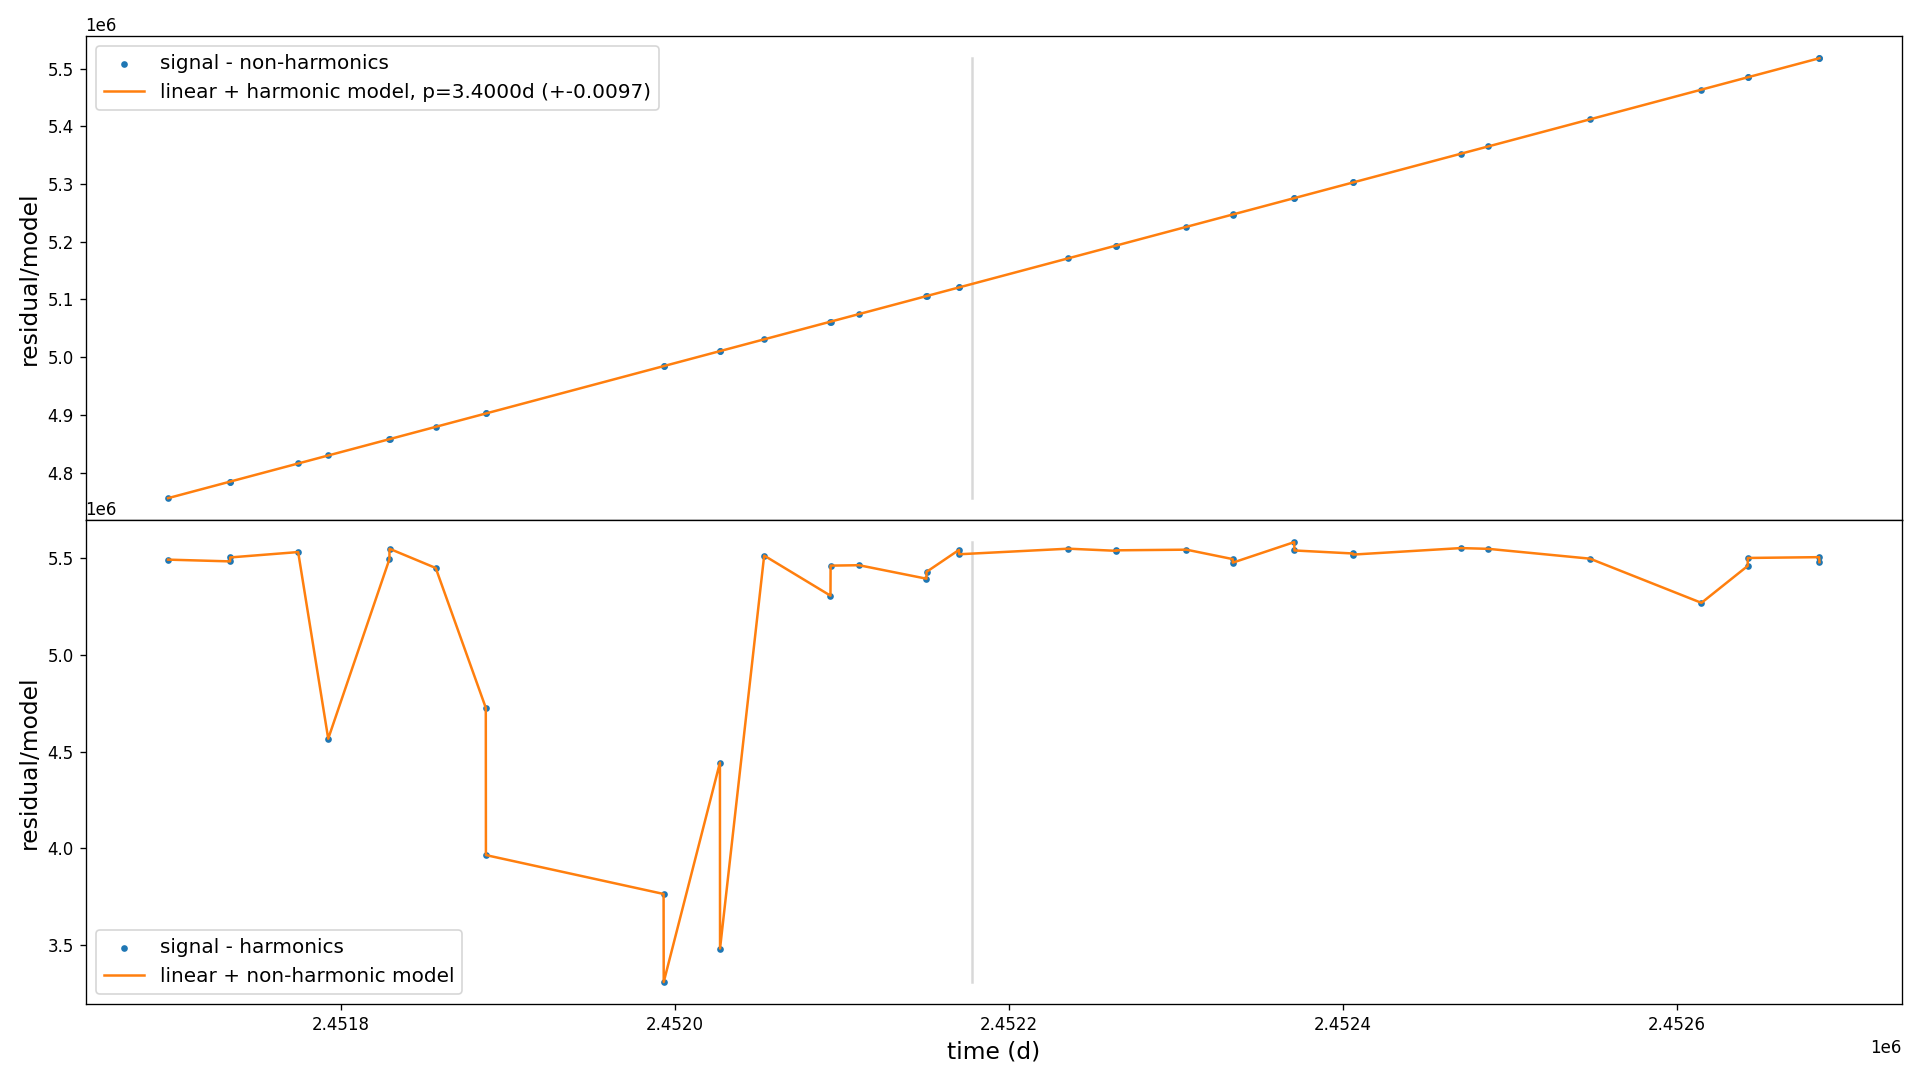 1e6
signal - non-harmonics
linear + harmonic model, p=3.4000d (+-0.0097)
5.5
5.4
5.3
5.2
5.1
5.0
4.9
4.8
residual/model
1e6
5.5
5.0
4.5
4.0
3.5
residual/model
signal - harmonics
linear + non-harmonic model
2.4518
2.4520
2.4522
2.4524
2.4526
time (d)
1e6